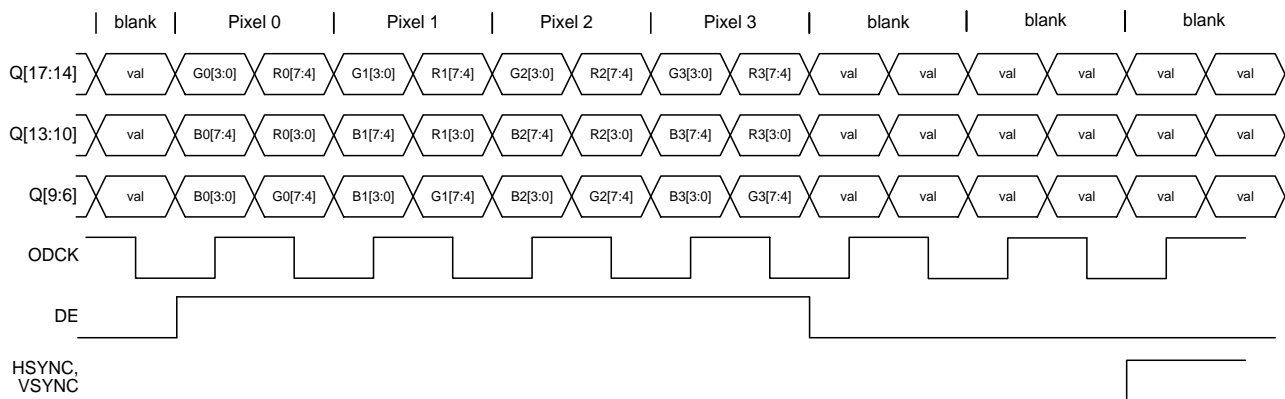 blank Pixel 0 Pixel 1 Pixel 2 Pixel 3 blank blank blank
Q[17:14] val G0[3:0] R0[7:4] G1[3:0] R1[7:4] G2[3:0] R2[7:4] G3[3:0] R3[7:4] val val val val val val
Q[13:10] val B0[7:4] R0[3:0] B1[7:4] R1[3:0] B2[7:4] R2[3:0] B3[7:4] R3[3:0] val val val val val val
Q[9:6] val B0[3:0] G0[7:4] B1[3:0] G1[7:4] B2[3:0] G2[7:4] B3[3:0] G3[7:4] val val val val val val
ODCK
DE
HSYNC,
VSYNC